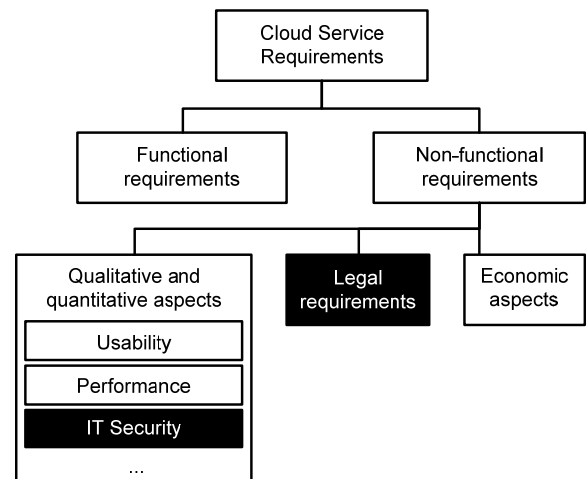 Cloud Service
Requirements
Functional
requirements
Non-functional
requirements
Qualitative and
quantitative aspects
Usability
Performance
IT Security
...
Legal
requirements
Economic
aspects